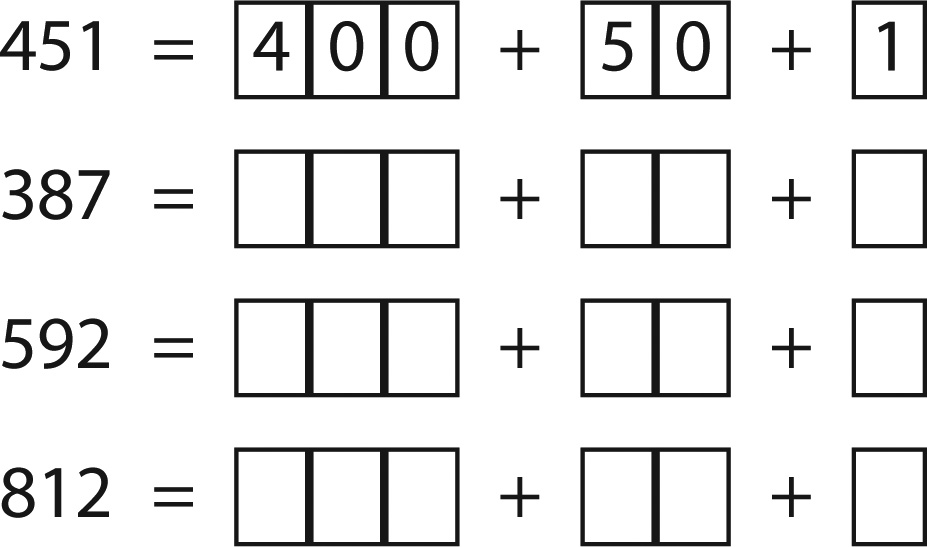 451 = 400 + 50 + 1
387 = + +
592 = + +
812 = + +